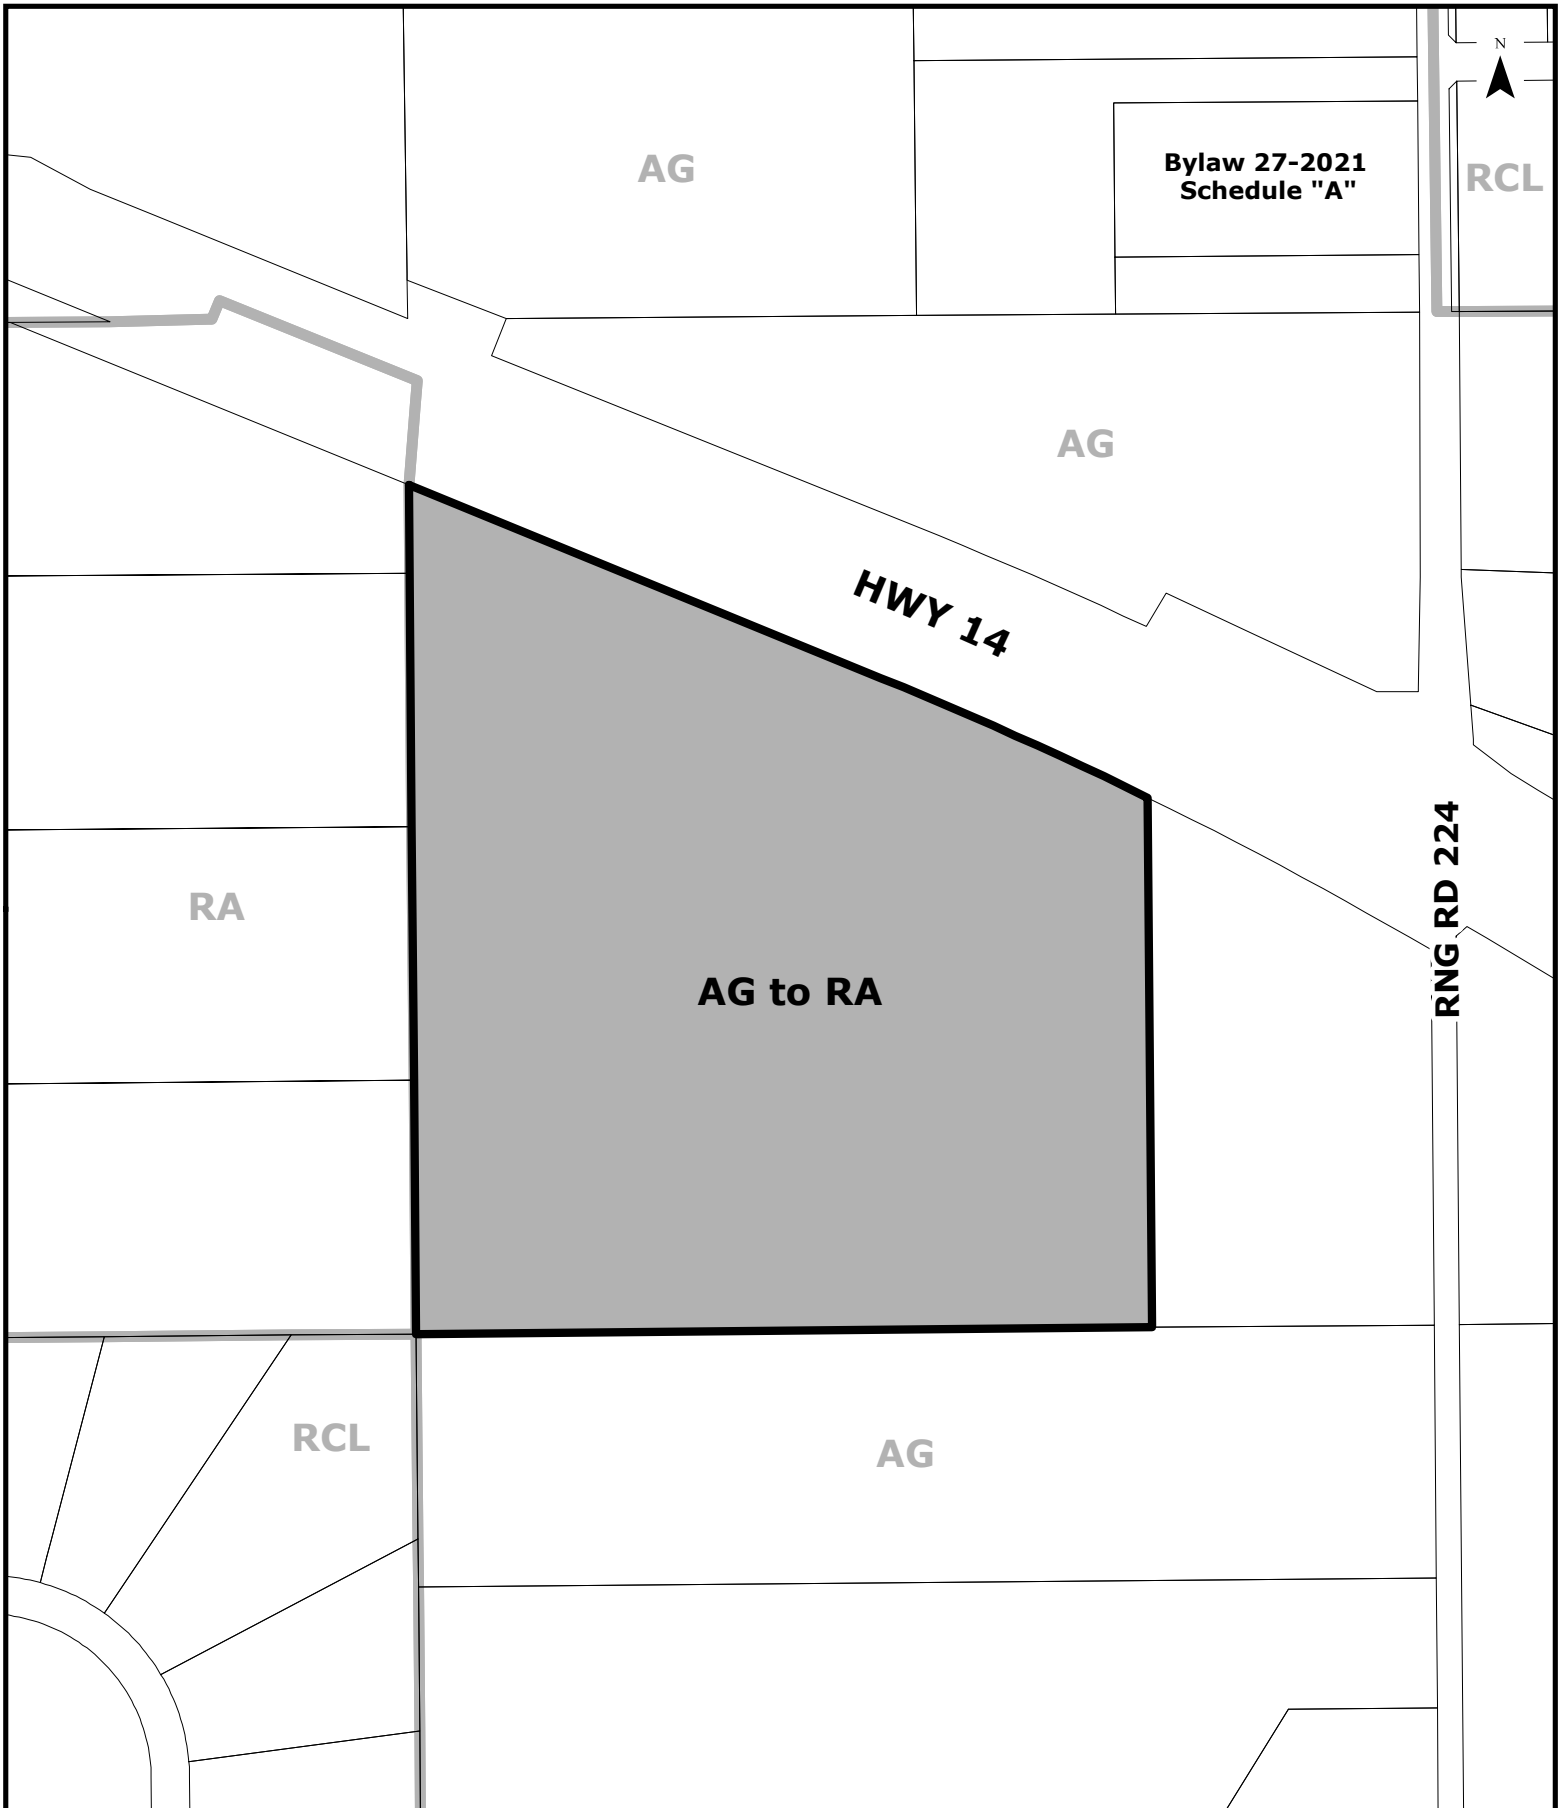 N
AG
Bylaw 27-2021
Schedule "A"
RCL
AG
HWY 14
RNG RD 224
RA
AG to RA
RCL
AG